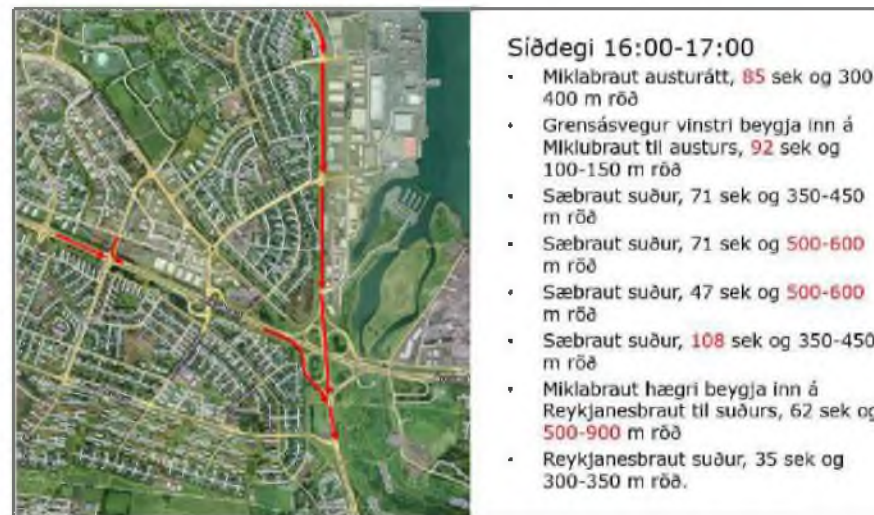 Síðdegi 16:00-17:00
• Miklabraut austurátt, 85 sek og 300
400 m röð
• Grensásvegur vinstri beygja inn á
Miklubraut til austurs, 92 sek og
100-150 m röð
• Sæbraut suður, 71 sek og 350-450
m röð
• Sæbraut suður, 71 sek og 500-600
m röð
• Sæbraut suður, 47 sek og 500-600
m röð
• Sæbraut suður, 108 sek og 350-450
m röð
• Miklabraut hægri beygja inn á
Reykjanesbraut til suðurs, 62 sek og
500-900 m röð
• Reykjanesbraut suður, 35 sek og
300-350 m röð.